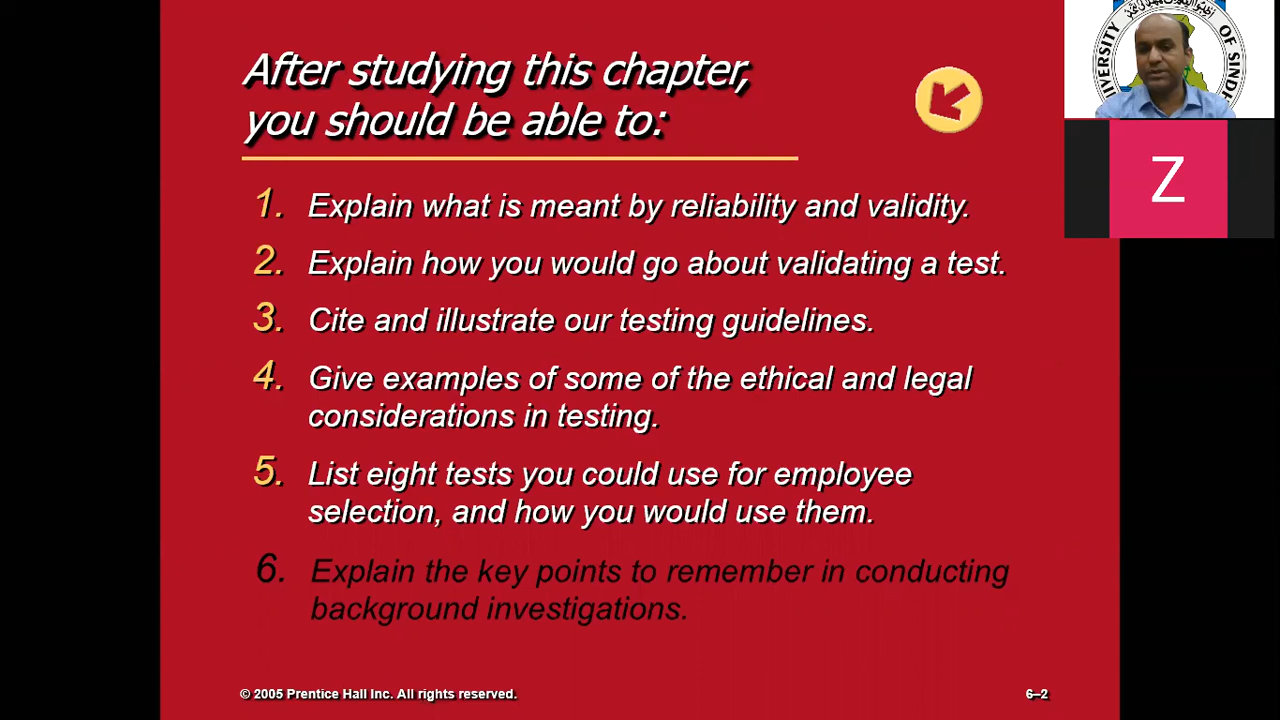 After studying this chapter,
you should be able to:
1. Explain what is meant by reliability and validity.
2. Explain how you would go about validating a test.
3. Cite and illustrate our testing guidelines.
4. Give examples of some of the ethical and legal
considerations in testing.
5. List eight tests you could use for employee
selection, and how you would use them.
6. Explain the key points to remember in conducting
background investigations.
© 2005 Prentice Hall Inc. All rights reserved.
6–2
OF SINDH
Z